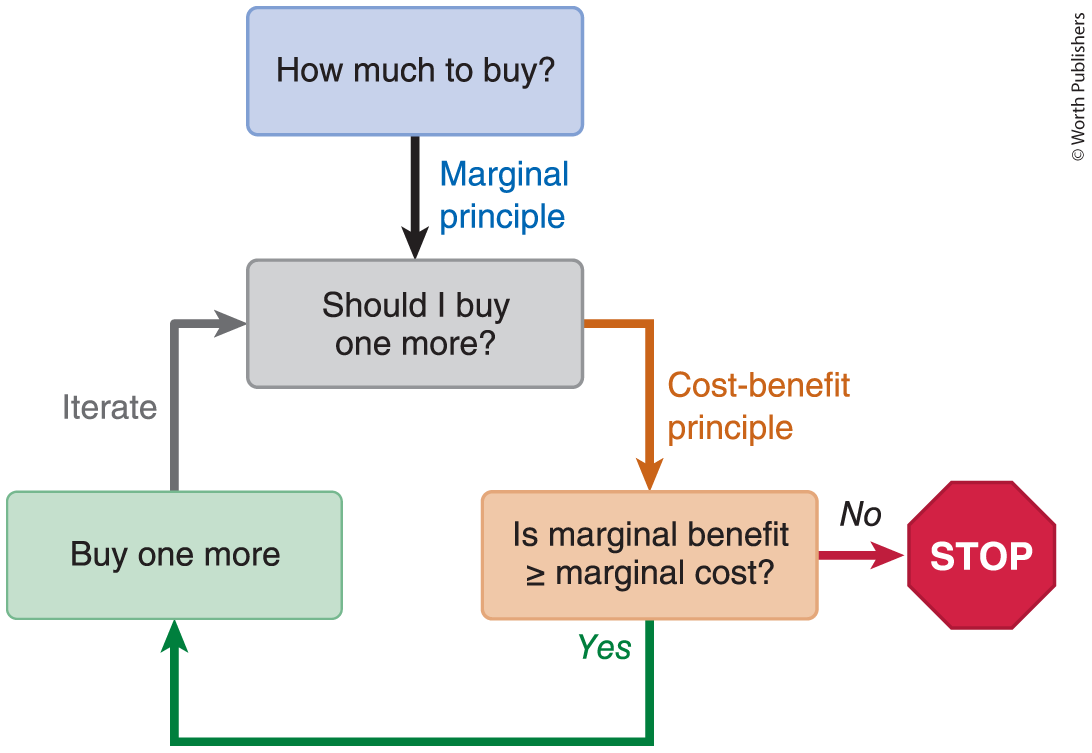 How much to buy?
© Worth Publishers
Marginal
principle
Should I buy
one more?
Iterate
Cost-benefit
principle
Buy one more
Is marginal benefit
≥ marginal cost?
No
STOP
Yes